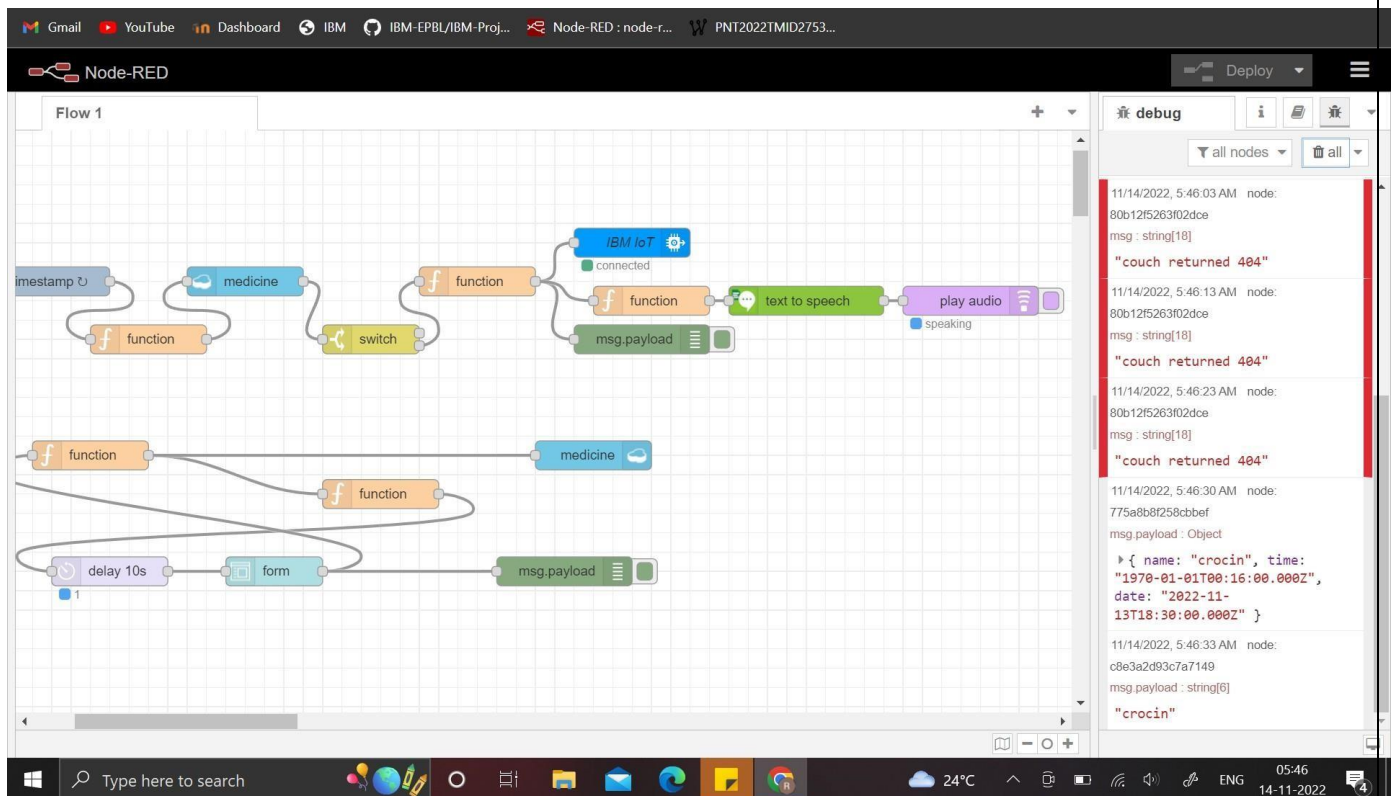 Gmail YouTube Dashboard IBM IBM-EPBL/IBM-Proj... Node-RED : node-r... PNT2022TMID2753...
Node-RED Deploy
Flow 1
debug
all nodes all
IBM IoT
connected
imestamp ↻ medicine function
function text to speech play audio
speaking
function switch msg.payload
function medicine
function
delay 10s form msg.payload
1
11/14/2022, 5:46:03 AM node:
80b12f5263f02dce
msg : string[18]
"couch returned 404"
11/14/2022, 5:46:13 AM node:
80b12f5263f02dce
msg : string[18]
"couch returned 404"
11/14/2022, 5:46:23 AM node:
80b12f5263f02dce
msg : string[18]
"couch returned 404"
11/14/2022, 5:46:30 AM node:
775a8b8f258cbbef
msg.payload : Object
{ name: "crocin", time:
"1970-01-01T00:16:00.000Z",
date: "2022-11-
13T18:30:00.000Z" }
11/14/2022, 5:46:33 AM node:
c8e3a2d93c7a7149
msg.payload : string[6]
"crocin"
Type here to search 24°C ENG 05:46
14-11-2022 4